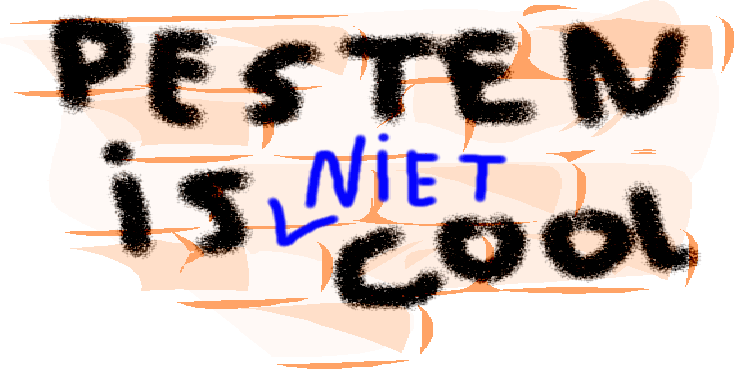 PESTEN
iS NiET
COOL